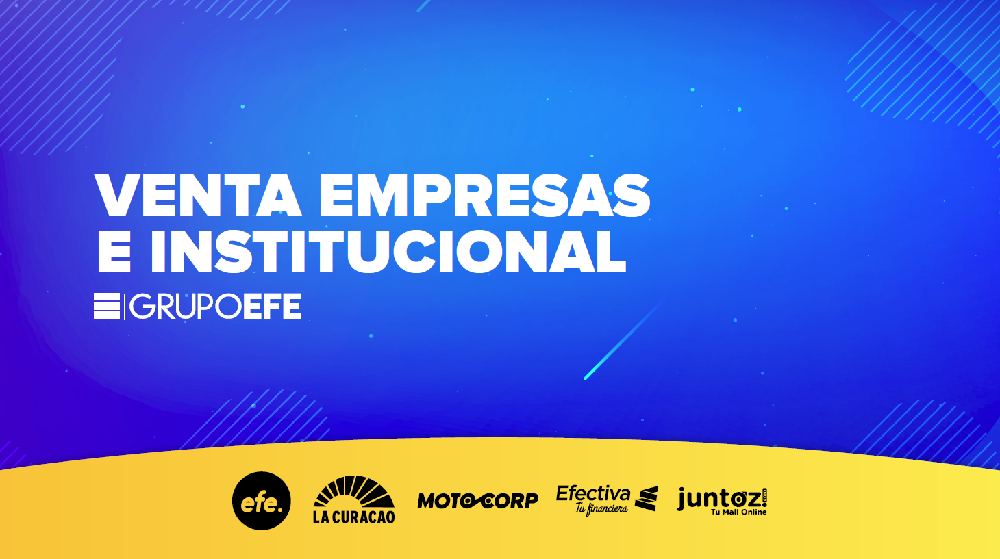 VENTA EMPRESAS
E INSTITUCIONAL
GRUPOEFE
efe.
LA CURACAO
MOTOCORP
Efectiva
Tu financiera
juntoz.com
Tu Mall Online